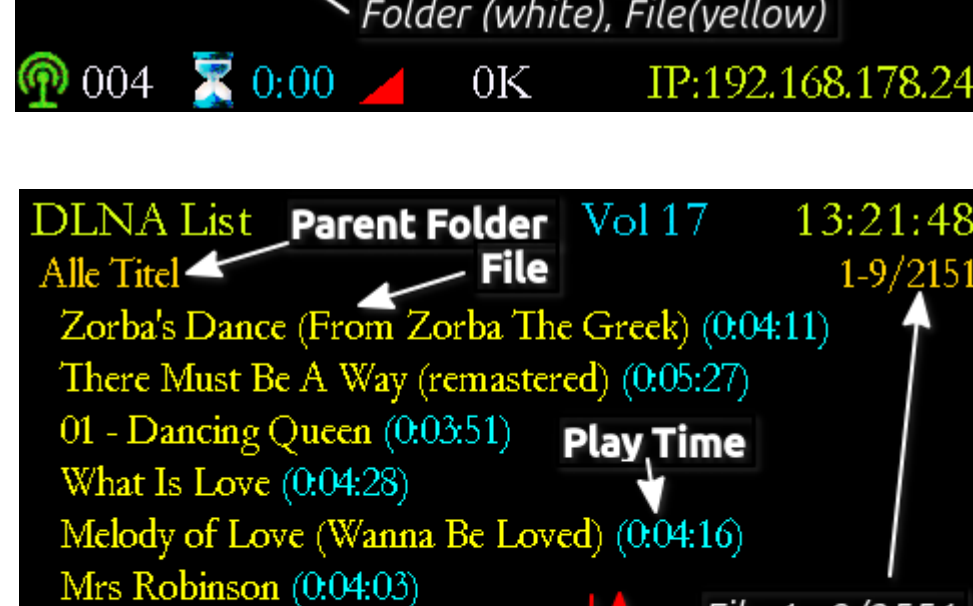 Folder (white), File(yellow)
004 0:00 0K IP:192.168.178.24
DLNA List Parent Folder Vol 17 13:21:48
Alle Titel File 1-9/2151
Zorba's Dance (From Zorba The Greek) (0:04:11)
There Must Be A Way (remastered) (0:05:27)
01 - Dancing Queen (0:03:51)
Play Time
What Is Love (0:04:28)
Melody of Love (Wanna Be Loved) (0:04:16)
Mrs Robinson (0:04:03)